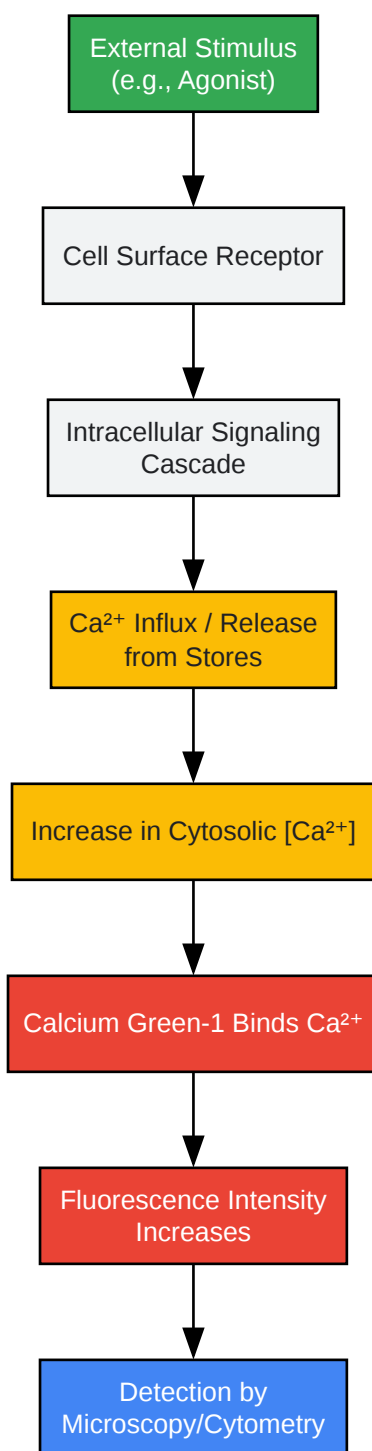 External Stimulus
(e.g., Agonist)
Cell Surface Receptor
Intracellular Signaling
Cascade
Ca²⁺ Influx / Release
from Stores
Increase in Cytosolic [Ca²⁺]
Calcium Green-1 Binds Ca²⁺
Fluorescence Intensity
Increases
Detection by
Microscopy/Cytometry